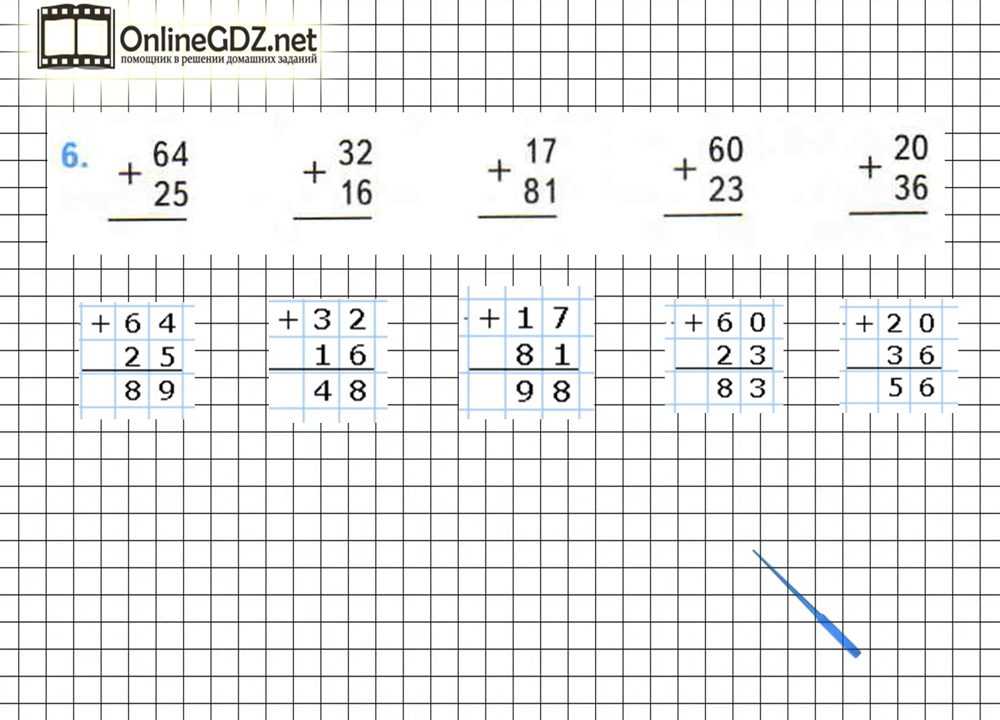 OnlineGDZ.net
помощник в решении домашних заданий
6. + 64 + 32 + 17 + 60 + 20
25 16 81 23 36
+ 6 4 + 3 2 + 1 7 + 6 0 + 2 0
2 5 1 6 8 1 2 3 3 6
8 9 4 8 9 8 8 3 5 6